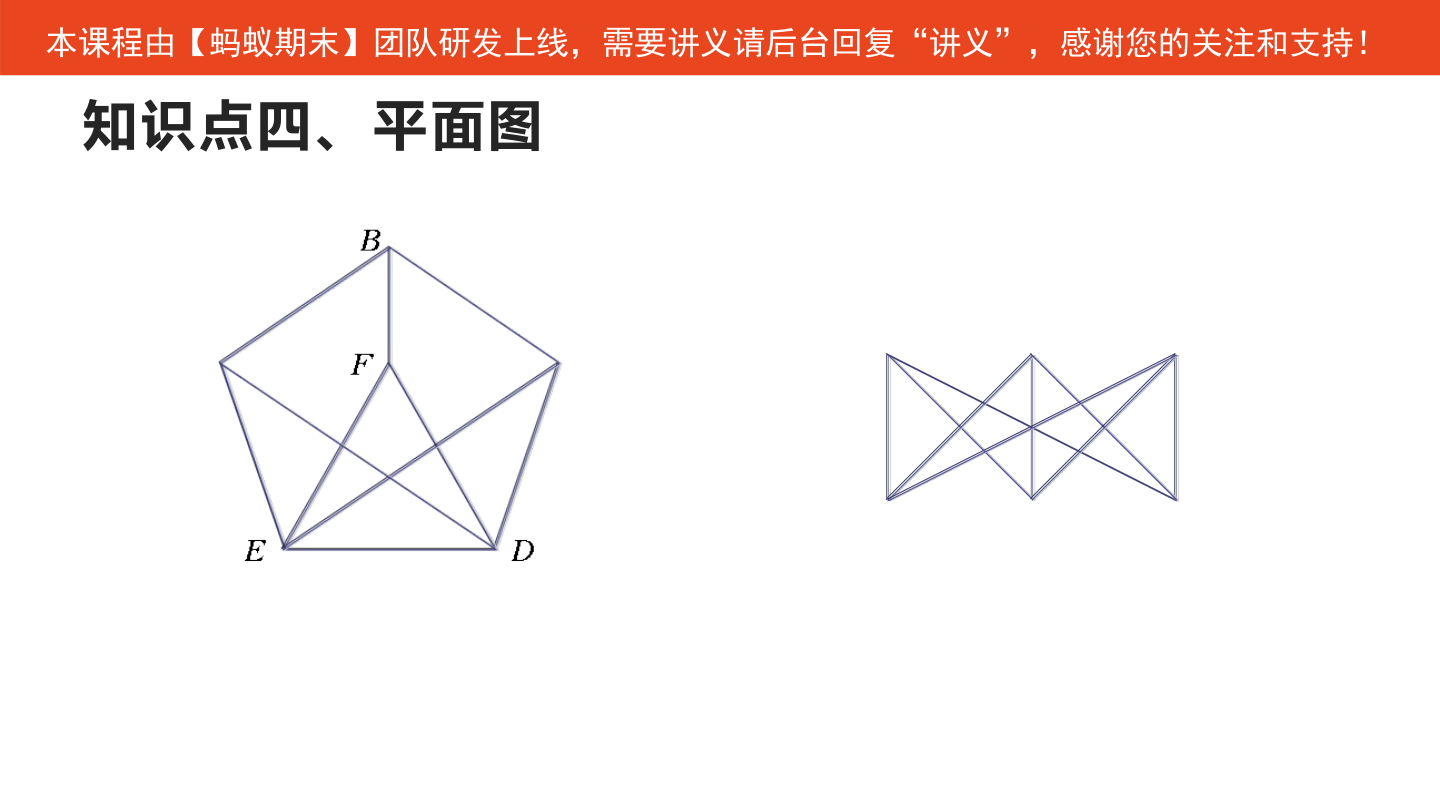 本课程由【蚂蚁期末】团队研发上线，需要讲义请后台回复“讲义”，感谢您的关注和支持！
知识点四、平面图
B
F
E
D